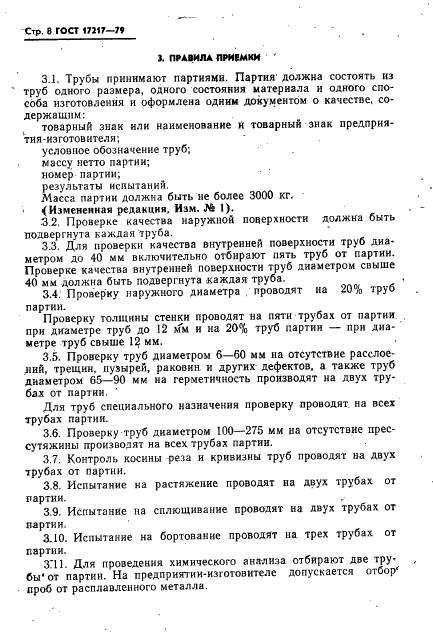 Стр. 8 ГОСТ 17217—79
3. ПРАВИЛА ПРИЕМКИ
3.1. Трубы принимают партиями. Партия должна состоять из
труб одного размера, одного состояния материала и одного спо-
соба изготовления и оформлена одним документом о качестве, со-
держащим:
товарный знак или наименование и товарный знак предприя-
тия-изготовителя;
условное обозначение труб;
массу нетто партии;
номер партии;
результаты испытаний.
Масса партии должна быть не более 3000 кг.
(Измененная редакция, Изм. № 1).
3.2. Проверке качества наружной поверхности должна быть
подвергнута каждая труба.
3.3. Для проверки качества внутренней поверхности труб диа-
метром до 40 мм включительно отбирают пять труб от партии.
Проверке качества внутренней поверхности труб диаметром свыше
40 мм должна быть подвергнута каждая труба.
3.4. Проверку наружного диаметра проводят на 20% труб
партии.
Проверку толщины стенки проводят на пяти трубах от партии
при диаметре труб до 12 мм и на 20% труб партии — при диа-
метре труб свыше 12 мм.
3.5. Проверку труб диаметром 6—60 мм на отсутствие расслое-
ний, трещин, пузырей, раковин и других дефектов, а также труб
диаметром 65—90 мм на герметичность производят на двух тру-
бах от партии.
Для труб специального назначения проверку проводят на всех
трубах партии.
3.6. Проверку труб диаметром 100—275 мм на отсутствие прес-
сутяжины производят на всех трубах партии.
3.7. Контроль косины реза и кривизны труб проводят на двух
трубах от партии.
3.8. Испытание на растяжение проводят на двух трубах от
партии.
3.9. Испытание на сплющивание проводят на двух трубах от
партии.
3.10. Испытание на бортование проводят на трех трубах от
партии.
3.11. Для проведения химического анализа отбирают две тру-
бы от партии. На предприятии-изготовителе допускается отбор
проб от расплавленного металла.